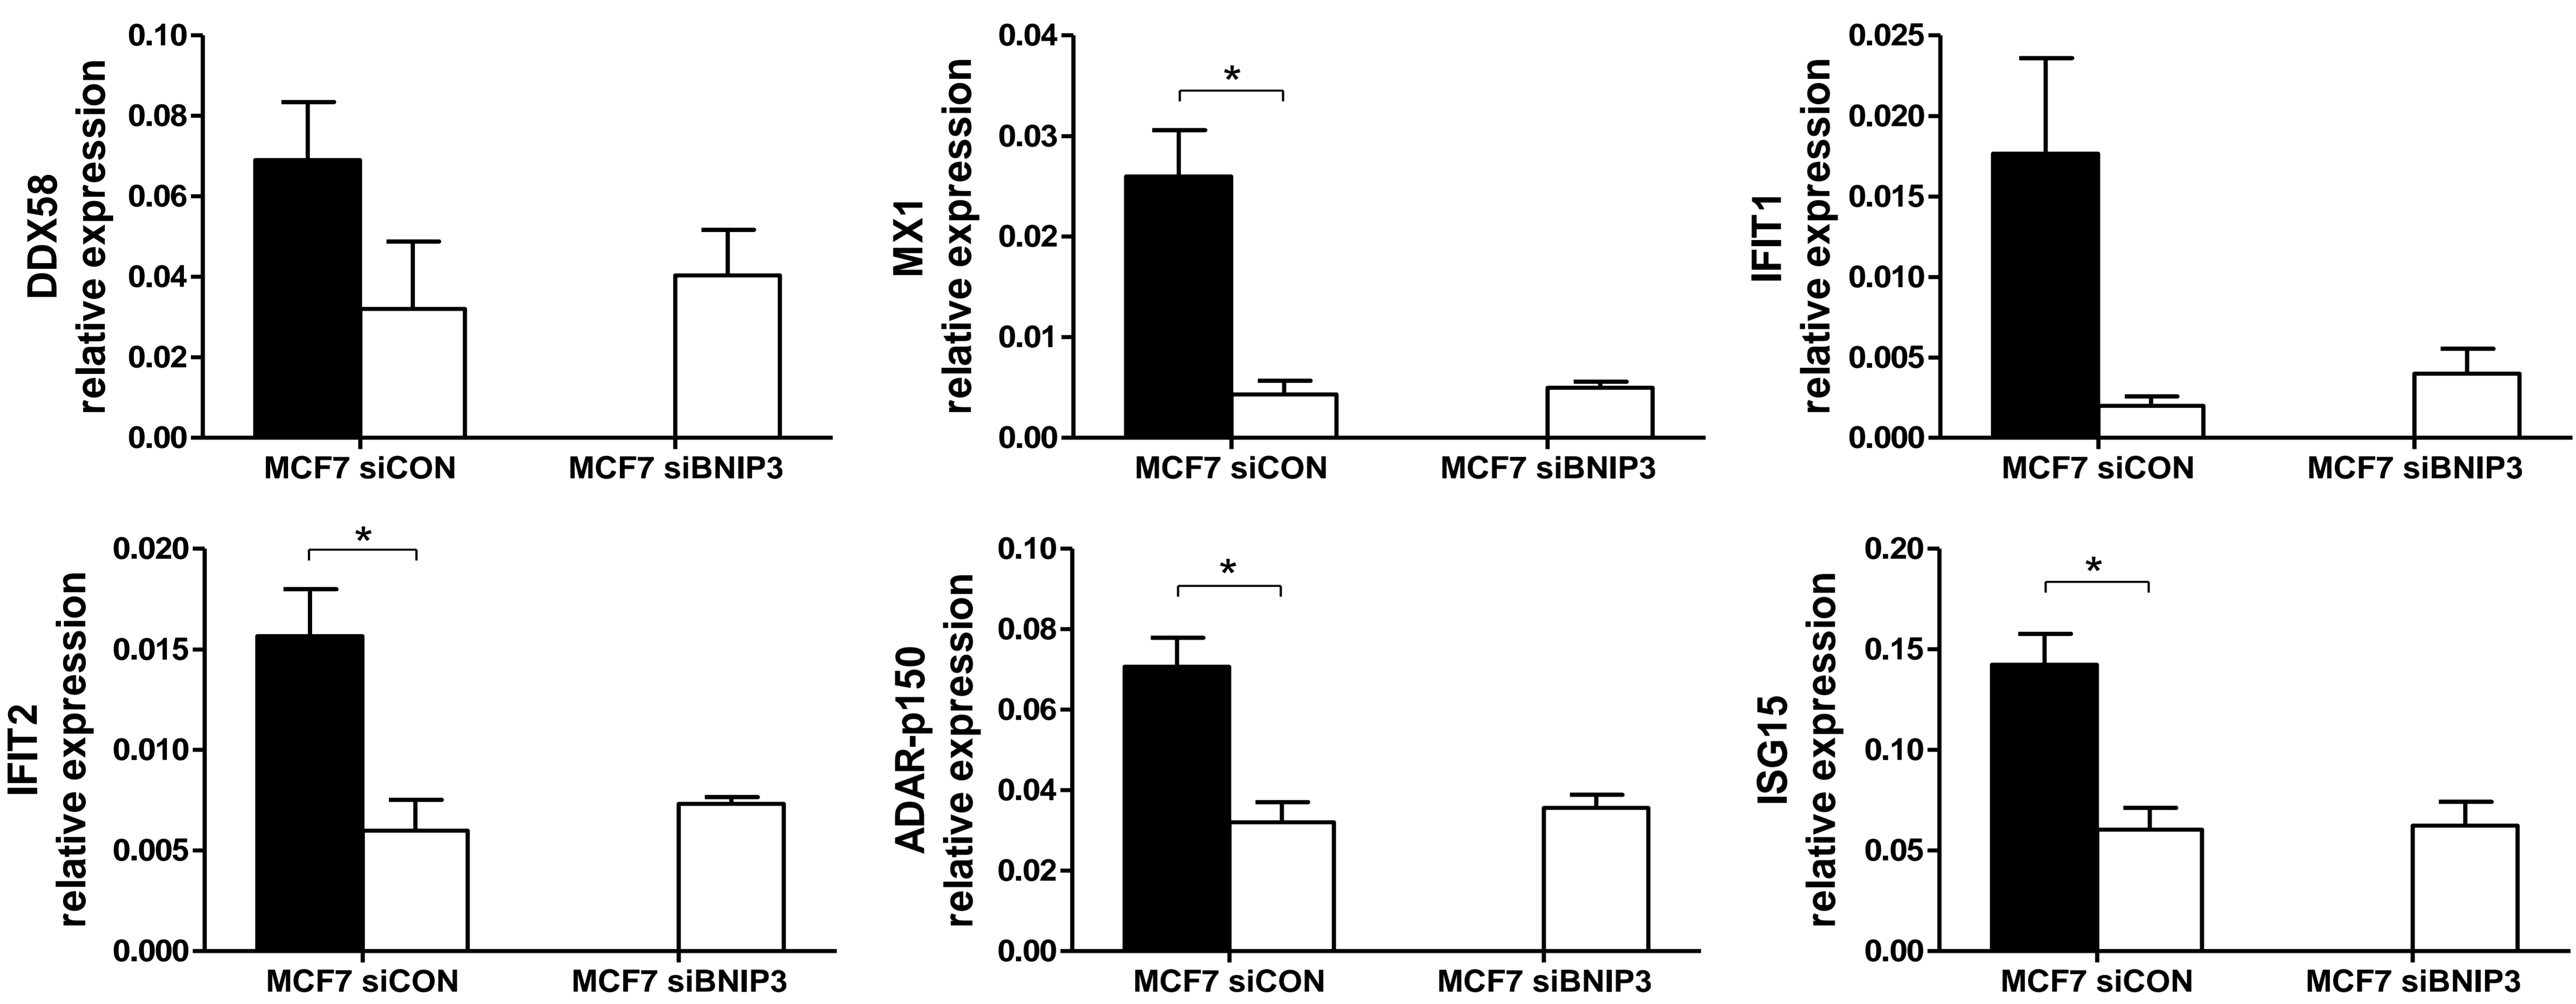 DDX58
relative expression
0.10
0.08
0.06
0.04
0.02
0.00
MCF7 siCON
MCF7 siBNIP3
MX1
relative expression
0.04
0.03
0.02
0.01
0.00
*
MCF7 siCON
MCF7 siBNIP3
IFIT1
relative expression
0.025
0.020
0.015
0.010
0.005
0.000
MCF7 siCON
MCF7 siBNIP3
IFIT2
relative expression
0.020
0.015
0.010
0.005
0.000
*
MCF7 siCON
MCF7 siBNIP3
ADAR-p150
relative expression
0.10
0.08
0.06
0.04
0.02
0.00
*
MCF7 siCON
MCF7 siBNIP3
ISG15
relative expression
0.20
0.15
0.10
0.05
0.00
*
MCF7 siCON
MCF7 siBNIP3